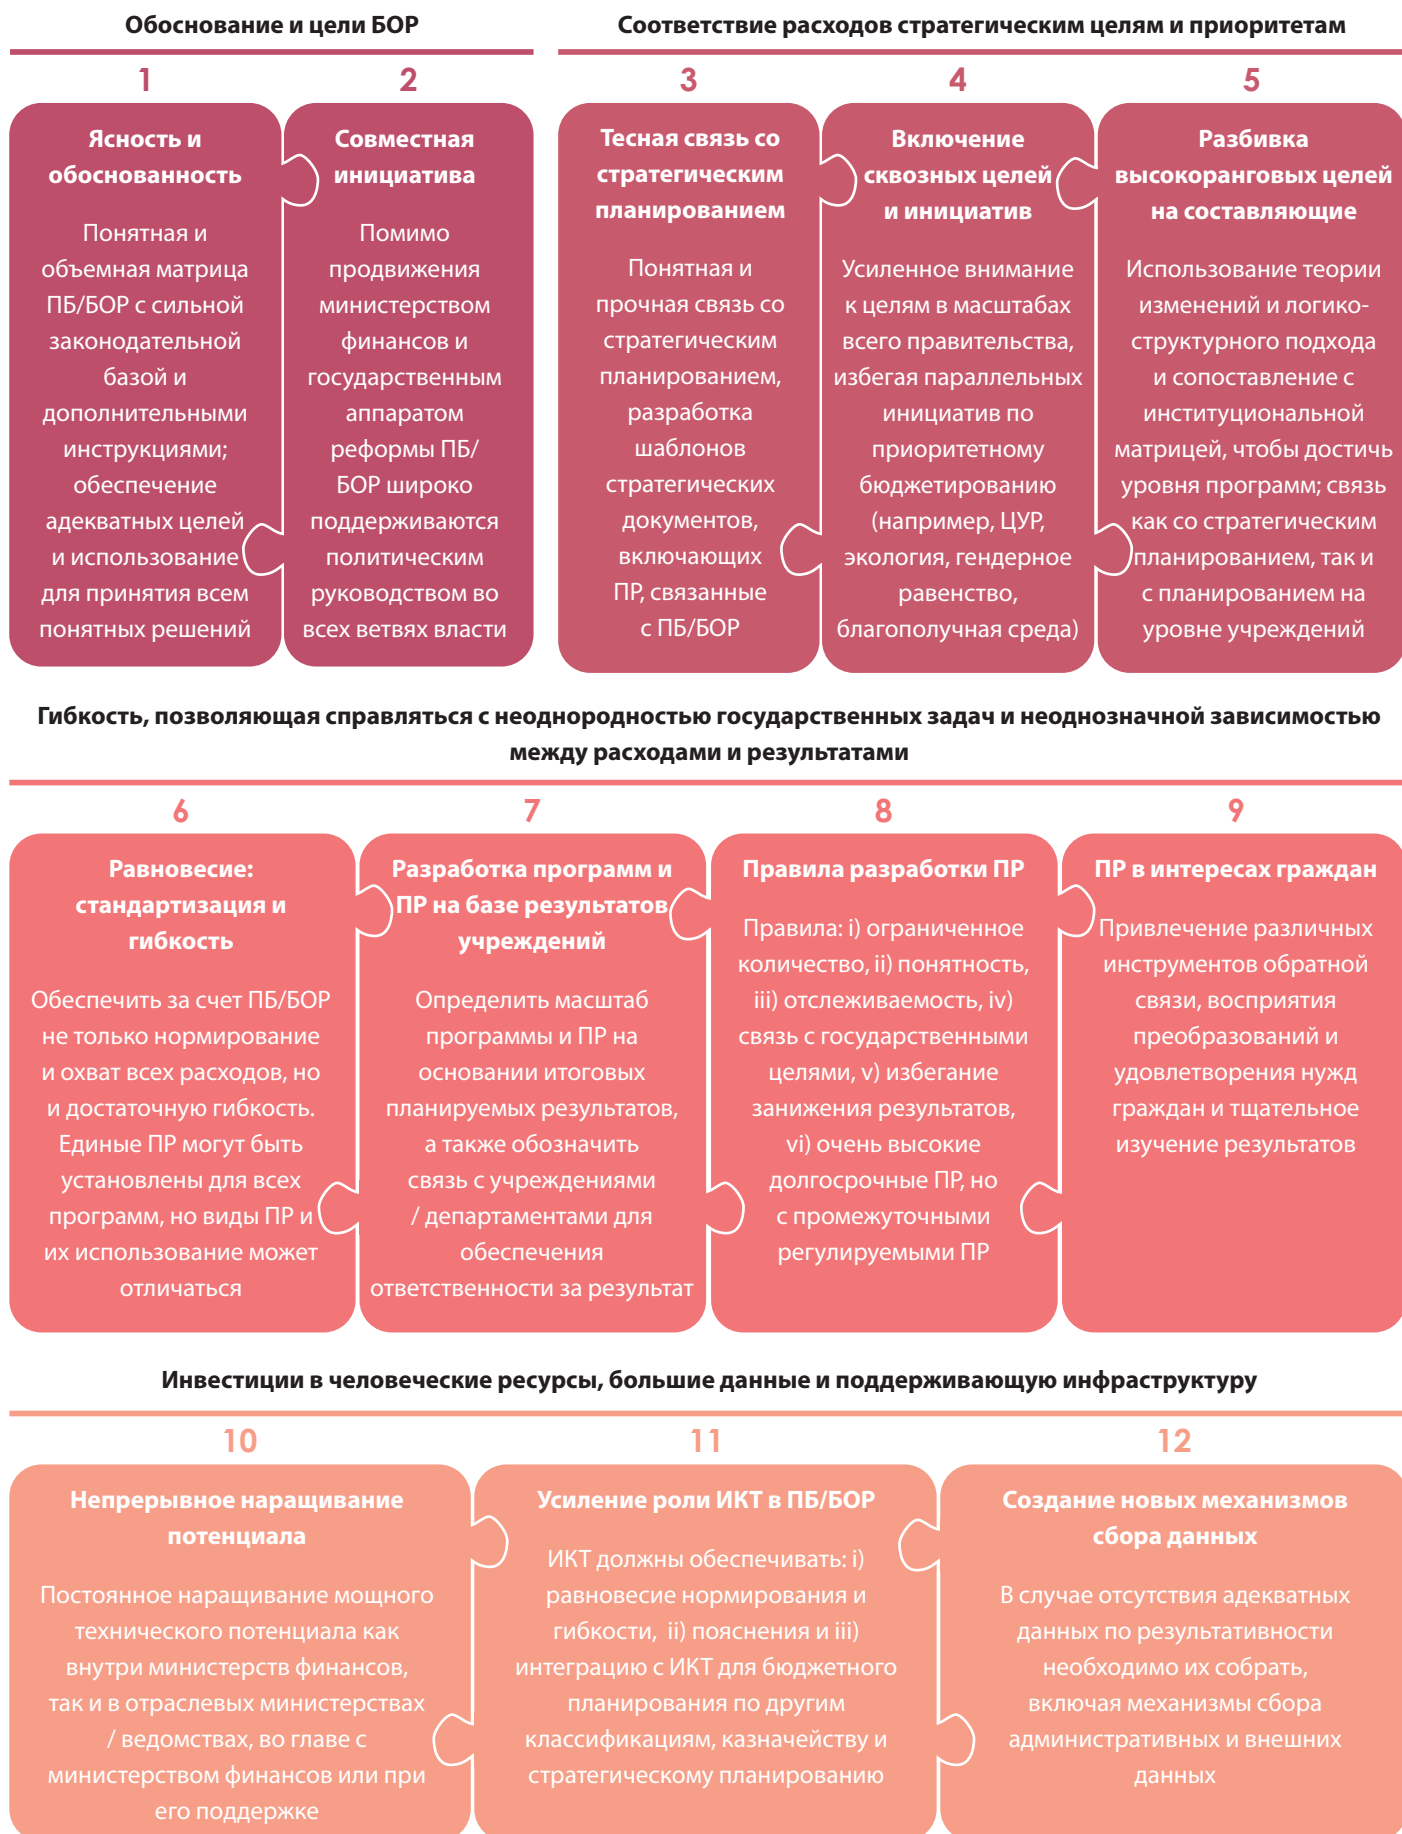 Обоснование и цели БОР
Соответствие расходов стратегическим целям и приоритетам
1
Ясность и
обоснованность
Понятная и
объемная матрица
ПБ/БОР с сильной
законодательной
базой и
дополнительными
инструкциями;
обеспечение
адекватных целей
и использование
для принятия всем
понятных решений
2
Совместная
инициатива
Помимо
продвижения
министерством
финансов и
государственным
аппаратом
реформы ПБ/
БОР широко
поддерживаются
политическим
руководством во
всех ветвях власти
3
Тесная связь со
стратегическим
планированием
Понятная и
прочная связь со
стратегическим
планированием,
разработка
шаблонов
стратегических
документов,
включающих
ПР, связанные
с ПБ/БОР
4
Включение
сквозных целей
и инициатив
Усиленное внимание
к целям в масштабах
всего правительства,
избегая параллельных
инициатив по
приоритетному
бюджетированию
(например, ЦУР,
экология, гендерное
равенство,
благополучная среда)
5
Разбивка
высокоранговых целей
на составляющие
Использование теории
изменений и логико-
структурного подхода
и сопоставление с
институциональной
матрицей, чтобы достичь
уровня программ; связь
как со стратегическим
планированием, так и
с планированием на
уровне учреждений
Гибкость, позволяющая справляться с неоднородностью государственных задач и неоднозначной зависимостью
между расходами и результатами
6
Равновесие:
стандартизация и
гибкость
Обеспечить за счет ПБ/БОР
не только нормирование
и охват всех расходов, но
и достаточную гибкость.
Единые ПР могут быть
установлены для всех
программ, но виды ПР и
их использование может
отличаться
7
Разработка программ и
ПР на базе результатов
учреждений
Определить масштаб
программы и ПР на
основании итоговых
планируемых результатов,
а также обозначить
связь с учреждениями
/ департаментами для
обеспечения
ответственности за результат
8
Правила разработки ПР
Правила: i) ограниченное
количество, ii) понятность,
iii) отслеживаемость, iv)
связь с государственными
целями, v) избегание
занижения результатов,
vi) очень высокие
долгосрочные ПР, но
с промежуточными
регулируемыми ПР
9
ПР в интересах граждан
Привлечение различных
инструментов обратной
связи, восприятия
преобразований и
удовлетворения нужд
граждан и тщательное
изучение результатов
Инвестиции в человеческие ресурсы, большие данные и поддерживающую инфраструктуру
10
Непрерывное наращивание
потенциала
Постоянное наращивание мощного
технического потенциала как
внутри министерств финансов,
так и в отраслевых министерствах
/ ведомствах, во главе с
министерством финансов или при
его поддержке
11
Усиление роли ИКТ в ПБ/БОР
ИКТ должны обеспечивать: i)
равновесие нормирования и
гибкости, ii) пояснения и iii)
интеграцию с ИКТ для бюджетного
планирования по другим
классификациям, казначейству и
стратегическому планированию
12
Создание новых механизмов
сбора данных
В случае отсутствия адекватных
данных по результативности
необходимо их собрать,
включая механизмы сбора
административных и внешних
данных